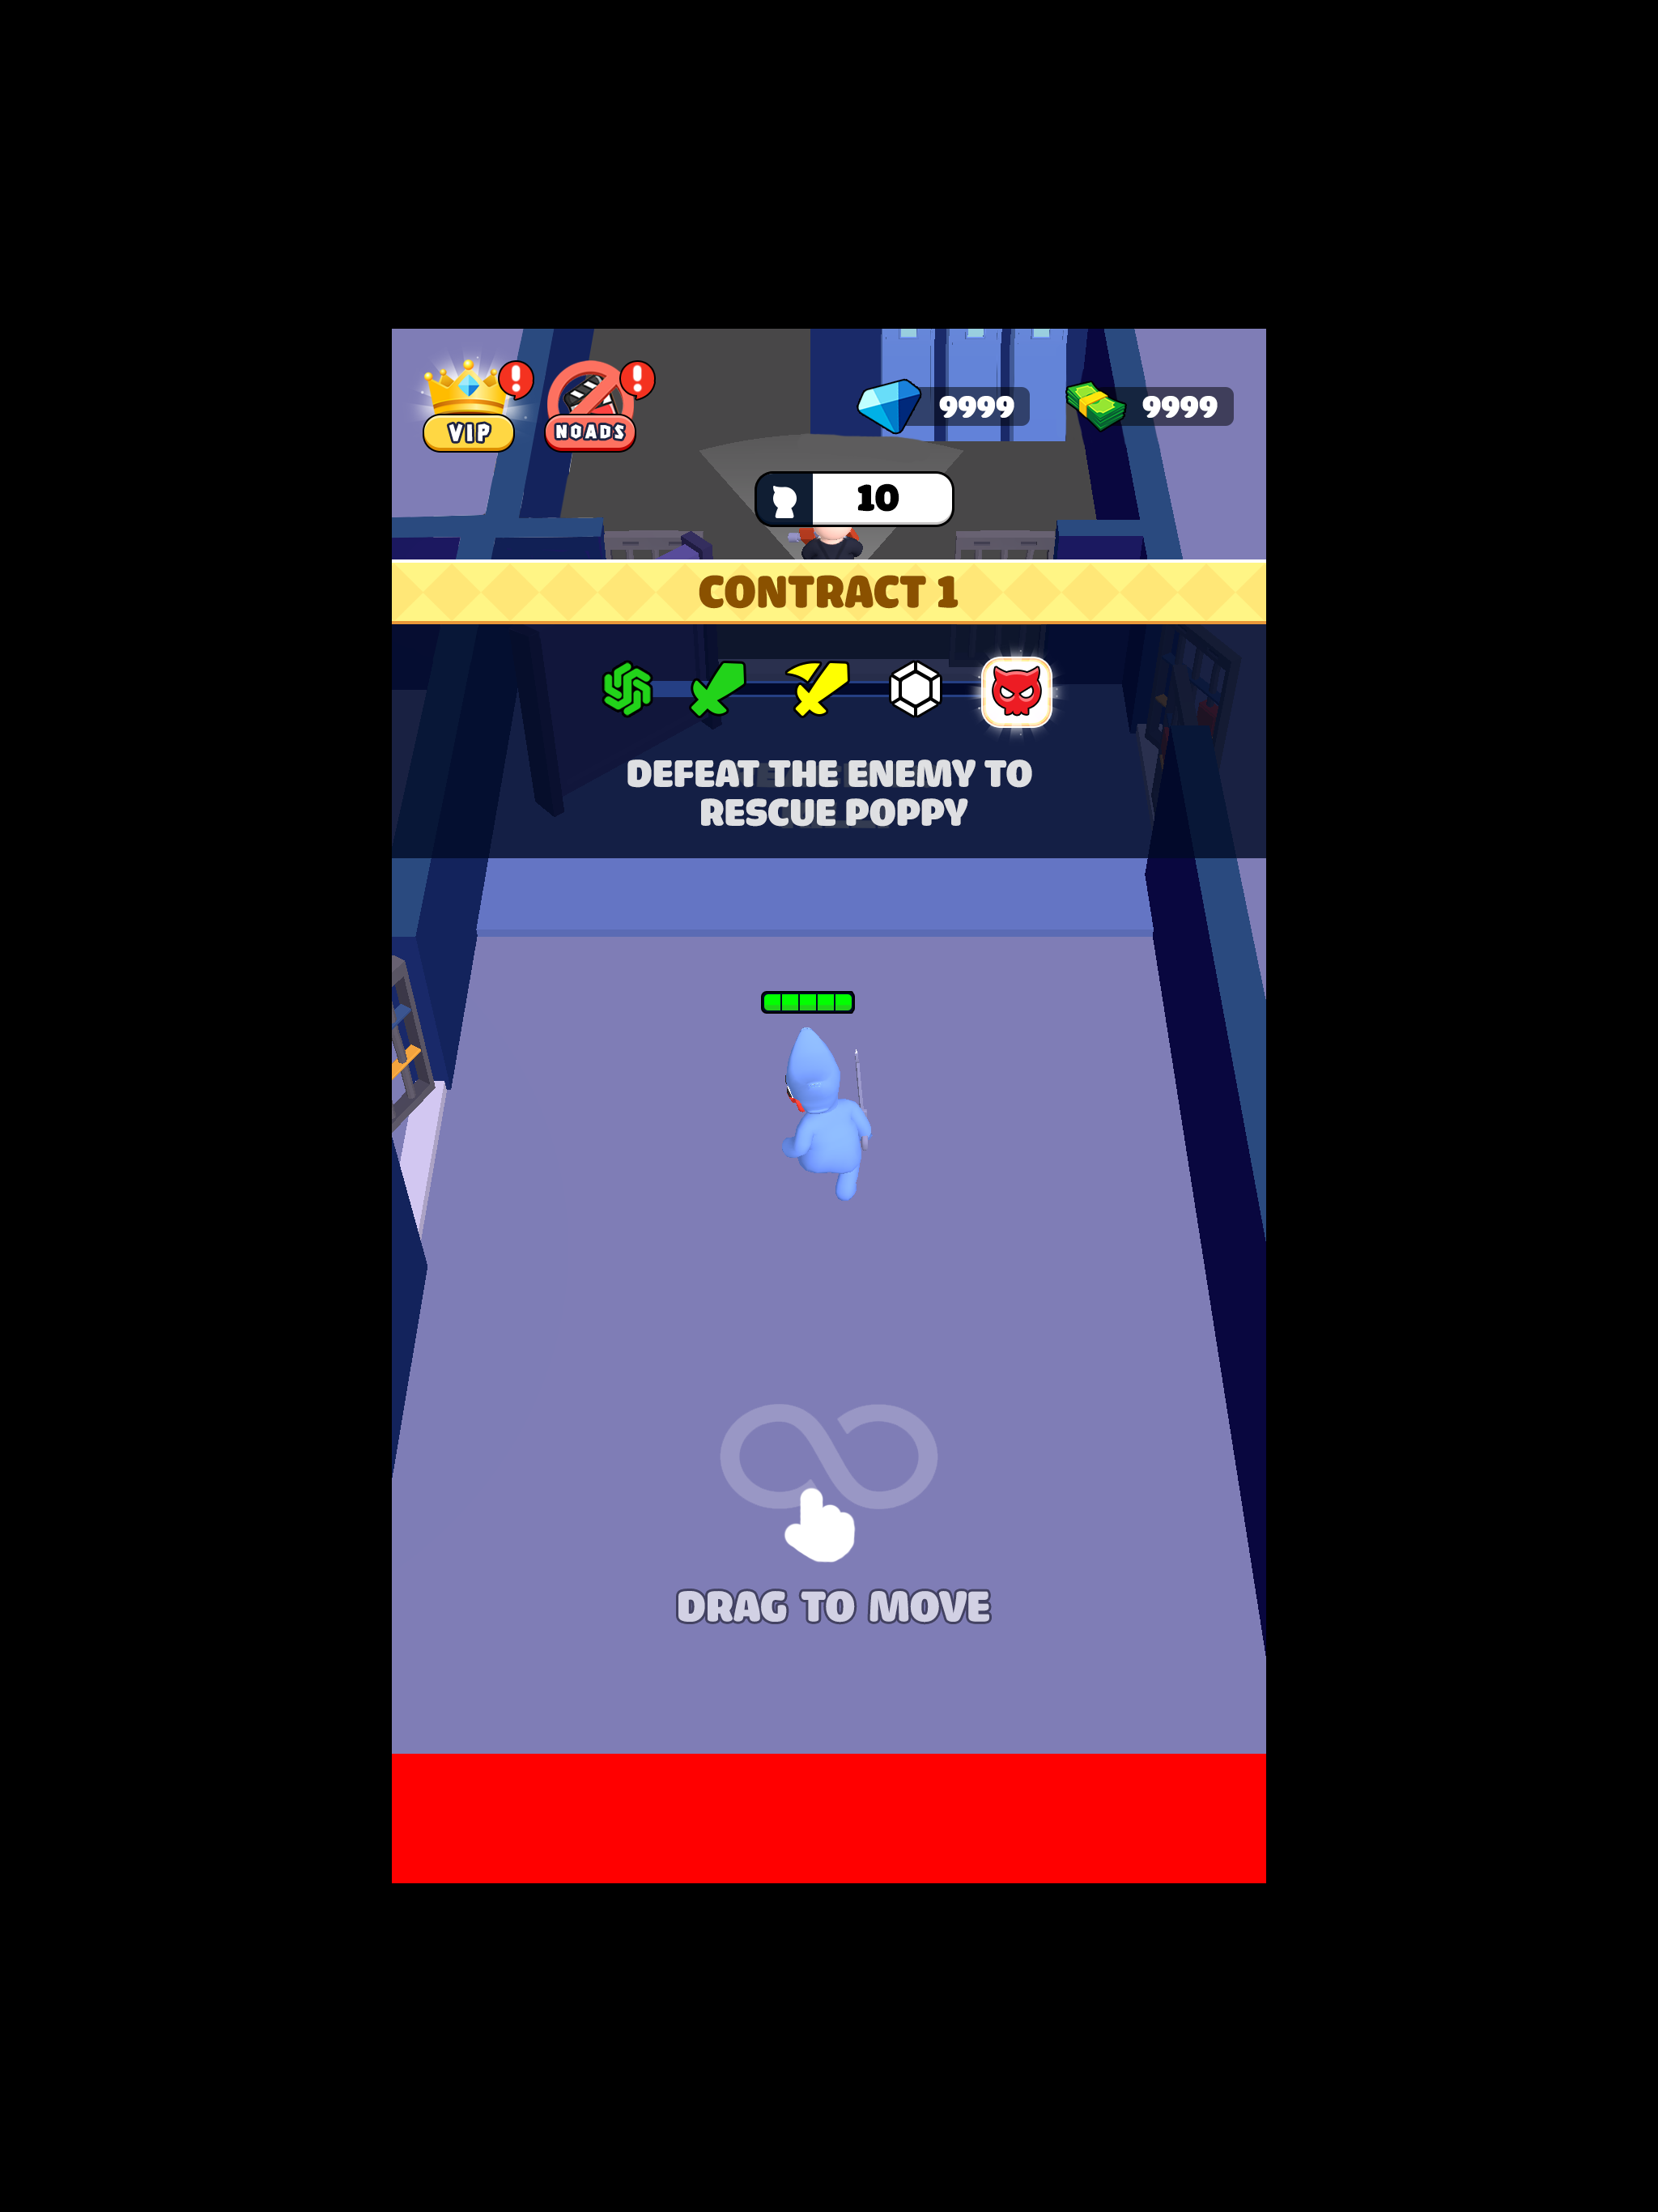 VIP
NOADS
9999
9999
10
CONTRACT 1
DEFEAT THE ENEMY TO
RESCUE POPPY
DRAG TO MOVE